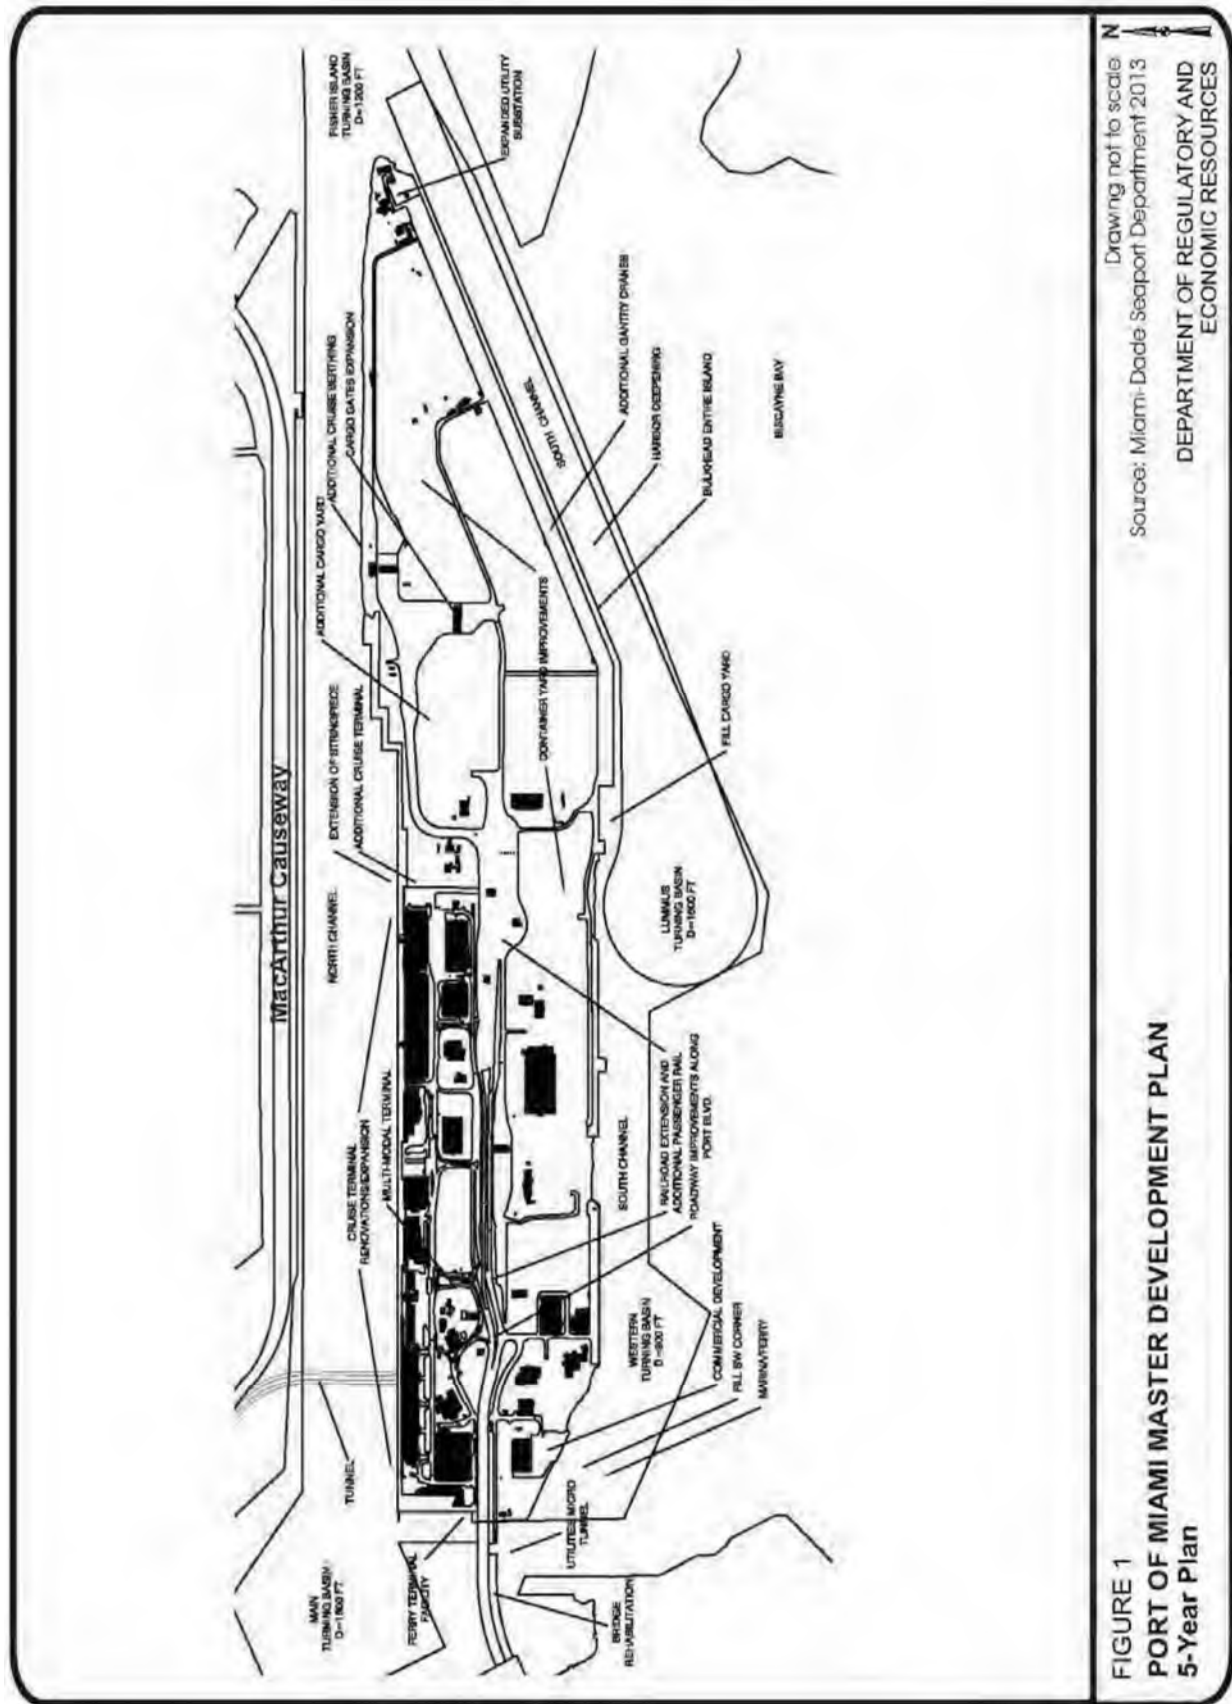 MAIN
TURNING BASIN
D=1600 FT
TUNNEL
FERRY TERMINAL
FACILITY
CRUISE TERMINAL
RENOVATIONS/EXPANSION
MULTI-MODAL TERMINAL
MacArthur Causeway
NORTH CHANNEL
EXTENSION OF STRINGPIECE
ADDITIONAL CRUISE TERMINAL
ADDITIONAL CARGO YARD
ADDITIONAL CRUISE BERTHING
CARGO GATES EXPANSION
FISHER ISLAND
TURNING BASIN
D=1200 FT
EXPANDED UTILITY
SUBSTATION
SOUTH CHANNEL
CONTAINER YARD IMPROVEMENTS
ADDITIONAL GANTRY CRANES
HARBOR DEEPENING
BULKHEAD ENTIRE ISLAND
BISCAYNE BAY
FILL CARGO YARD
LUMMUS
TURNING BASIN
D=1600 FT
SOUTH CHANNEL
RAILROAD EXTENSION AND
ADDITIONAL PASSENGER RAIL
ROADWAY IMPROVEMENTS ALONG
PORT BLVD.
WESTERN
TURNING BASIN
D=900 FT
COMMERCIAL DEVELOPMENT
FILL SW CORNER
MARINA/FERRY
UTILITIES MICRO
TUNNEL
BRIDGE
REHABILITATION
FIGURE 1
PORT OF MIAMI MASTER DEVELOPMENT PLAN
5-Year Plan
Drawing not to scale
N
Source: Miami-Dade Seaport Department 2013
DEPARTMENT OF REGULATORY AND
ECONOMIC RESOURCES